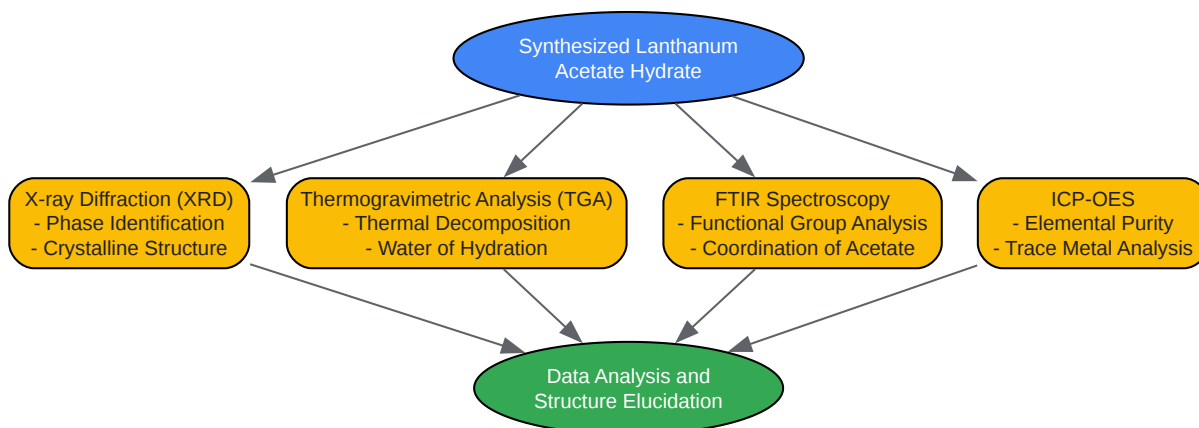 Synthesized Lanthanum
Acetate Hydrate
X-ray Diffraction (XRD)
- Phase Identification
- Crystalline Structure
Thermogravimetric Analysis (TGA)
- Thermal Decomposition
- Water of Hydration
FTIR Spectroscopy
- Functional Group Analysis
- Coordination of Acetate
ICP-OES
- Elemental Purity
- Trace Metal Analysis
Data Analysis and
Structure Elucidation